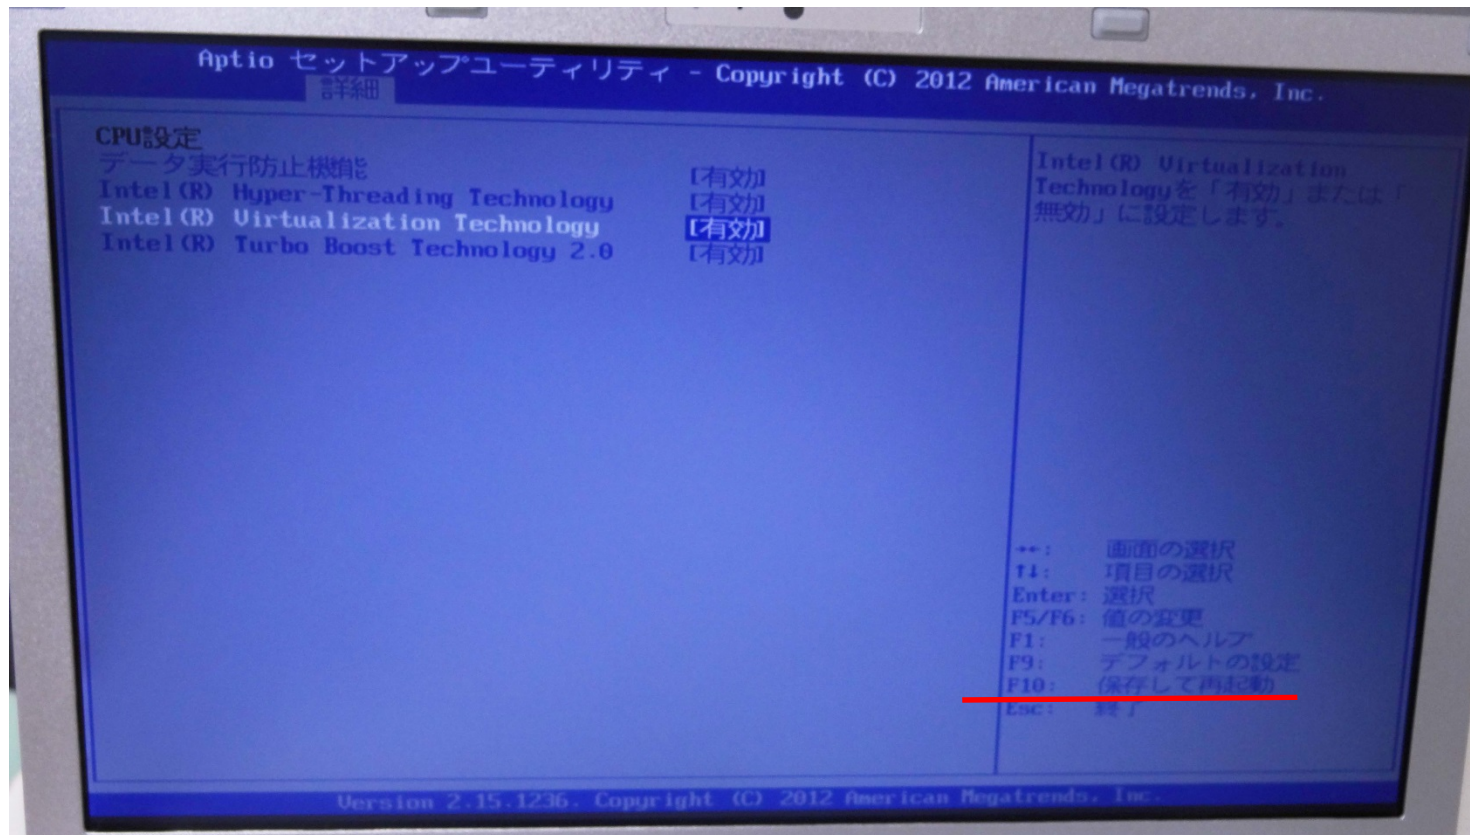 Aptio セットアップユーティリティ - Copyright (C) 2012 American Megatrends, Inc.
詳細
CPU設定
データ実行防止機能 [有効]
Intel(R) Hyper-Threading Technology [有効]
Intel(R) Virtualization Technology [有効]
Intel(R) Turbo Boost Technology 2.0 [有効]
Intel(R) Virtualization
Technologyを「有効」または「
無効」に設定します。
→←: 画面の選択
↑↓: 項目の選択
Enter: 選択
F5/F6: 値の変更
F1: 一般のヘルプ
F9: デフォルトの設定
F10: 保存して再起動
Esc: 終了
Version 2.15.1236. Copyright (C) 2012 American Megatrends, Inc.